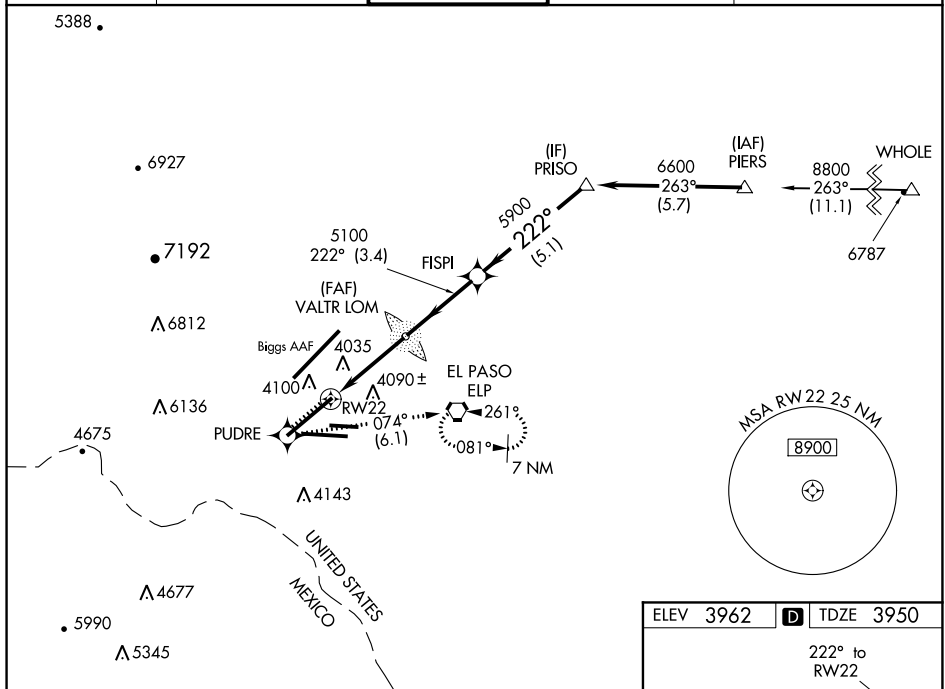 5388
6927
7192
6812
6136
4675
4677
5990
5345
(IF)
PRISO
6600
263°
(5.7)
(IAF)
PIERS
8800
263°
(11.1)
WHOLE
6787
5900
222°
(5.1)
5100
222° (3.4)
FISPI
(FAF)
VALTR LOM
Biggs AAF
4035
4100
4090±
RW22
PUDRE
074°
(6.1)
EL PASO
ELP
261°
081°
7 NM
4143
UNITED STATES
MEXICO
MSA RW 22 25 NM
8900
ELEV 3962 D TDZE 3950
222° to
RW22